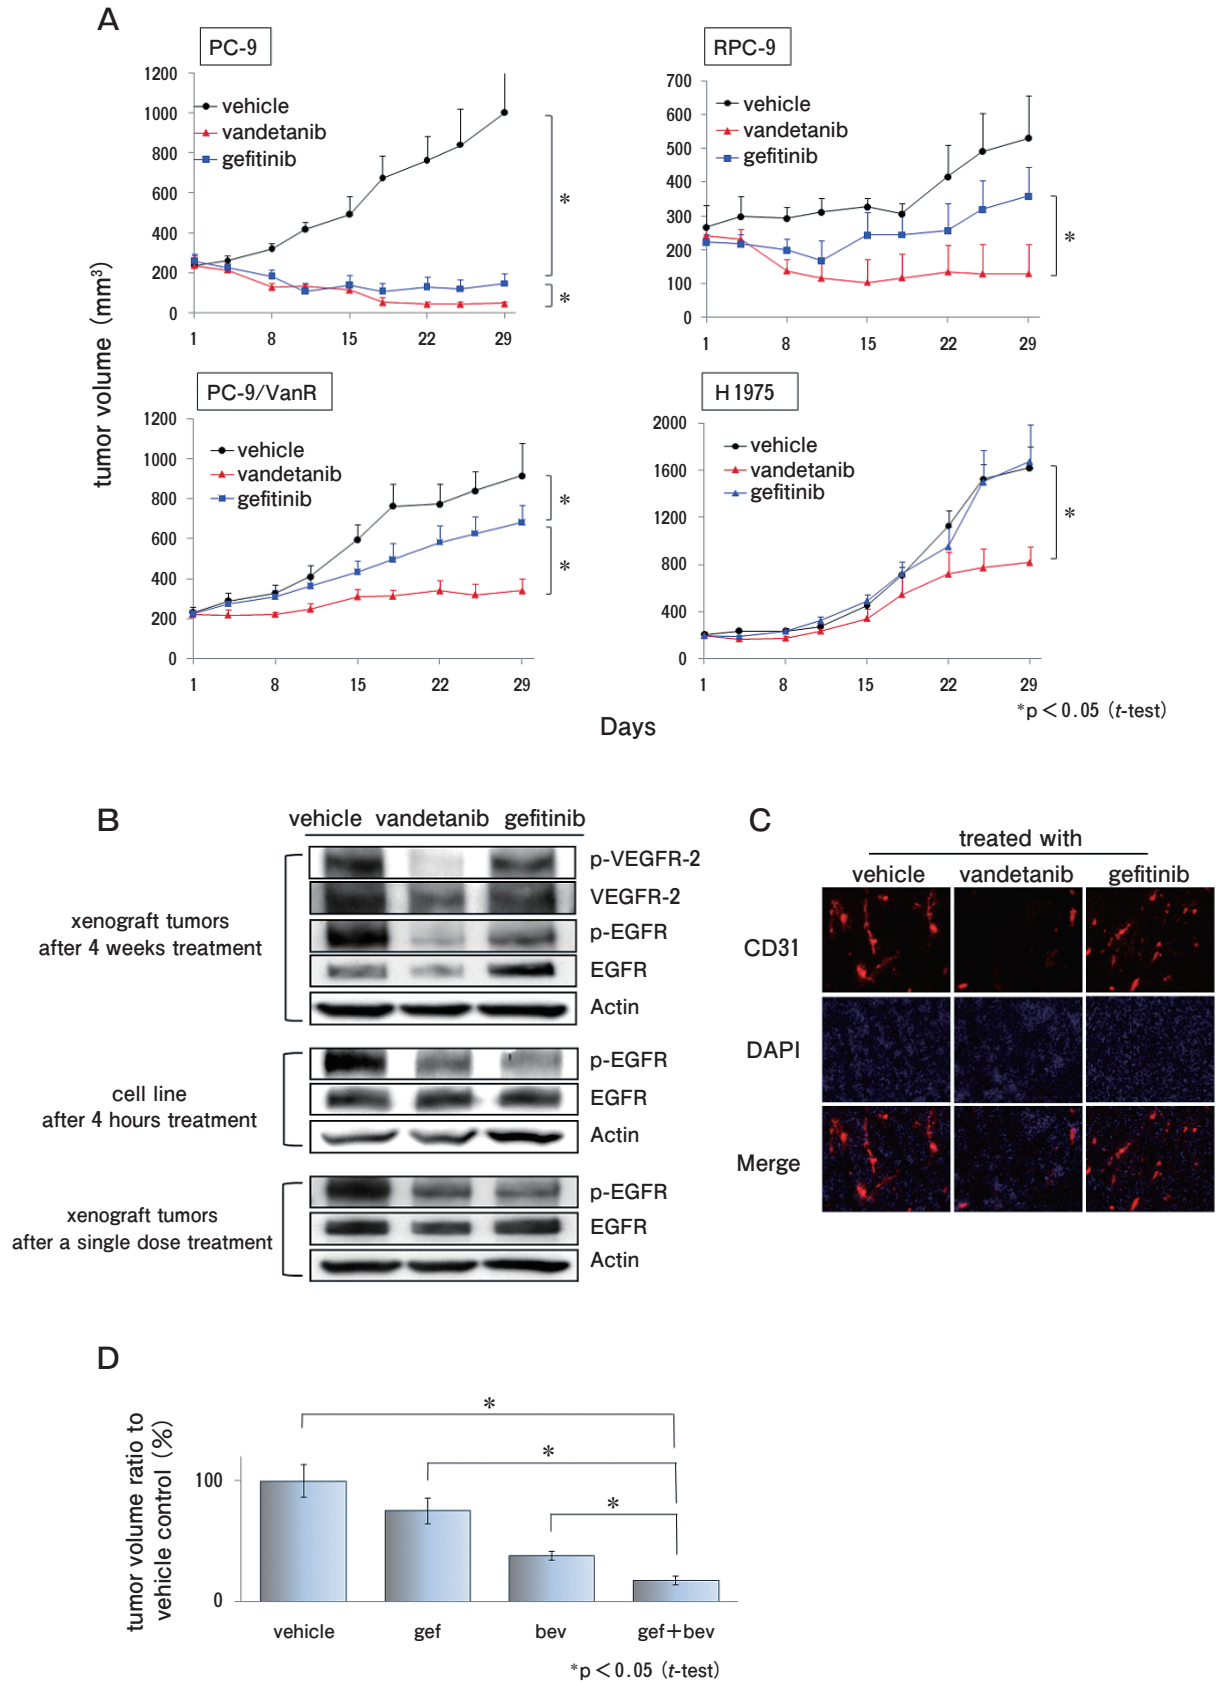 A
PC-9
1200
1000
800
600
400
200
0
vehicle
vandetanib
gefitinib
*
*
1 8 15 22 29
RPC-9
700
600
500
400
300
200
100
0
vehicle
vandetanib
gefitinib
*
1 8 15 22 29
tumor volume (mm³)
PC-9/VanR
1200
1000
800
600
400
200
0
vehicle
vandetanib
gefitinib
*
*
1 8 15 22 29
H1975
2000
1600
1200
800
400
0
vehicle
vandetanib
gefitinib
*
1 8 15 22 29
*p<0.05 (t-test)
Days
B
vehicle vandetanib gefitinib
xenograft tumors
after 4 weeks treatment
p-VEGFR-2
VEGFR-2
p-EGFR
EGFR
Actin
cell line
after 4 hours treatment
p-EGFR
EGFR
Actin
xenograft tumors
after a single dose treatment
p-EGFR
EGFR
Actin
C
treated with
vehicle vandetanib gefitinib
CD31
DAPI
Merge
D
tumor volume ratio to
vehicle control (%)
100
0
*
*
*
vehicle gef bev gef+bev
*p<0.05 (t-test)